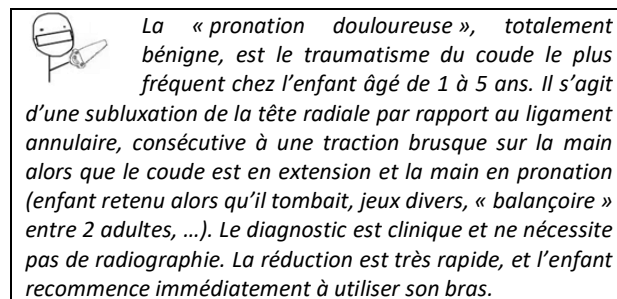 La « pronation douloureuse », totalement
bénigne, est le traumatisme du coude le plus
fréquent chez l’enfant âgé de 1 à 5 ans. Il s’agit
d’une subluxation de la tête radiale par rapport au ligament
annulaire, consécutive à une traction brusque sur la main
alors que le coude est en extension et la main en pronation
(enfant retenu alors qu’il tombait, jeux divers, « balançoire »
entre 2 adultes, …). Le diagnostic est clinique et ne nécessite
pas de radiographie. La réduction est très rapide, et l’enfant
recommence immédiatement à utiliser son bras.